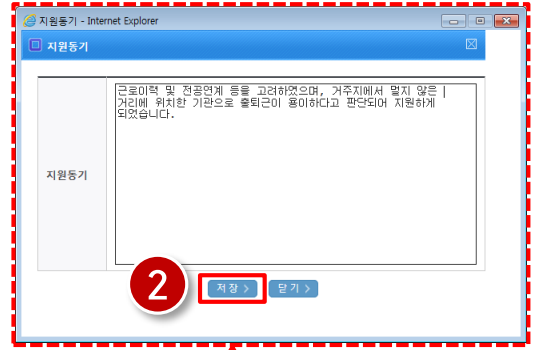 지원동기 - Internet Explorer
지원동기
지원동기
근로이력 및 전공연계 등을 고려하였으며, 거주지에서 멀지 않은
거리에 위치한 기관으로 출퇴근이 용이하다고 판단되어 지원하게
되었습니다.
2
저장 >
닫기 >